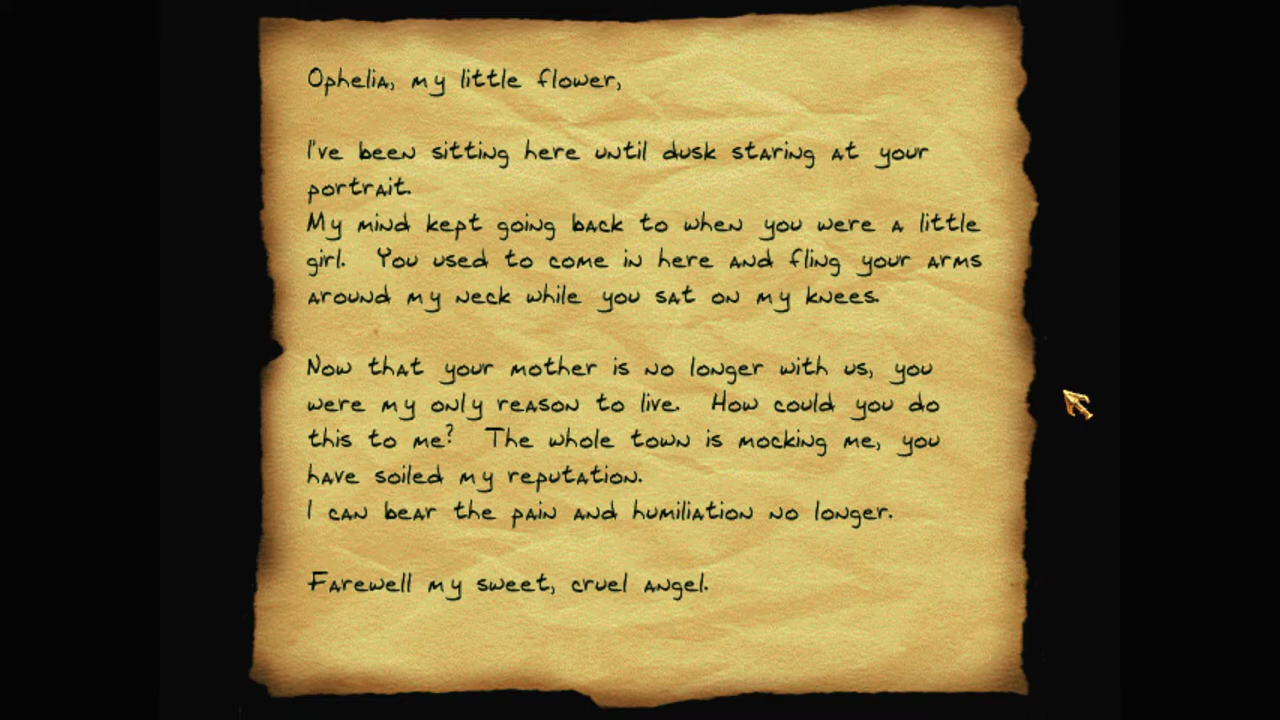 Ophelia, my little flower,
I've been sitting here until dusk staring at your
portrait.
My mind kept going back to when you were a little
girl. You used to come in here and fling your arms
around my neck while you sat on my knees.
Now that your mother is no longer with us, you
were my only reason to live. How could you do
this to me? The whole town is mocking me, you
have soiled my reputation.
I can bear the pain and humiliation no longer.
Farewell my sweet, cruel angel.